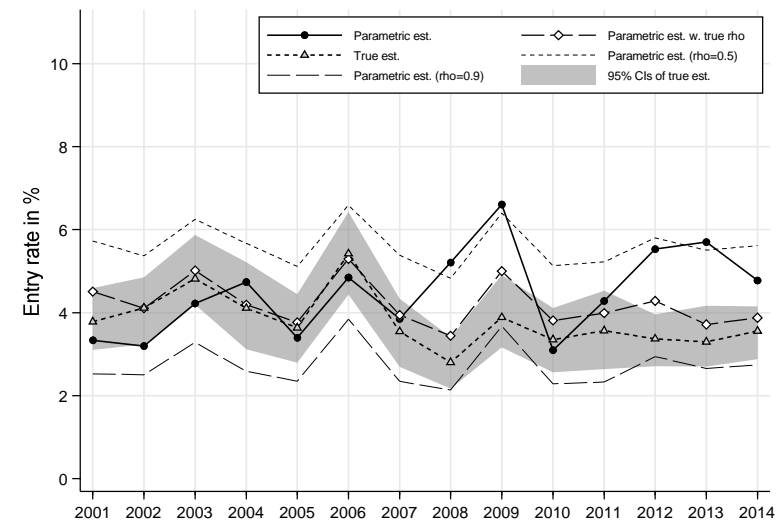 Parametric est.
Parametric est. w. true rho
True est.
Parametric est. (rho=0.5)
Parametric est. (rho=0.9)
95% CIs of true est.
Entry rate in %
10
8
6
4
2
0
2001 2002 2003 2004 2005 2006 2007 2008 2009 2010 2011 2012 2013 2014